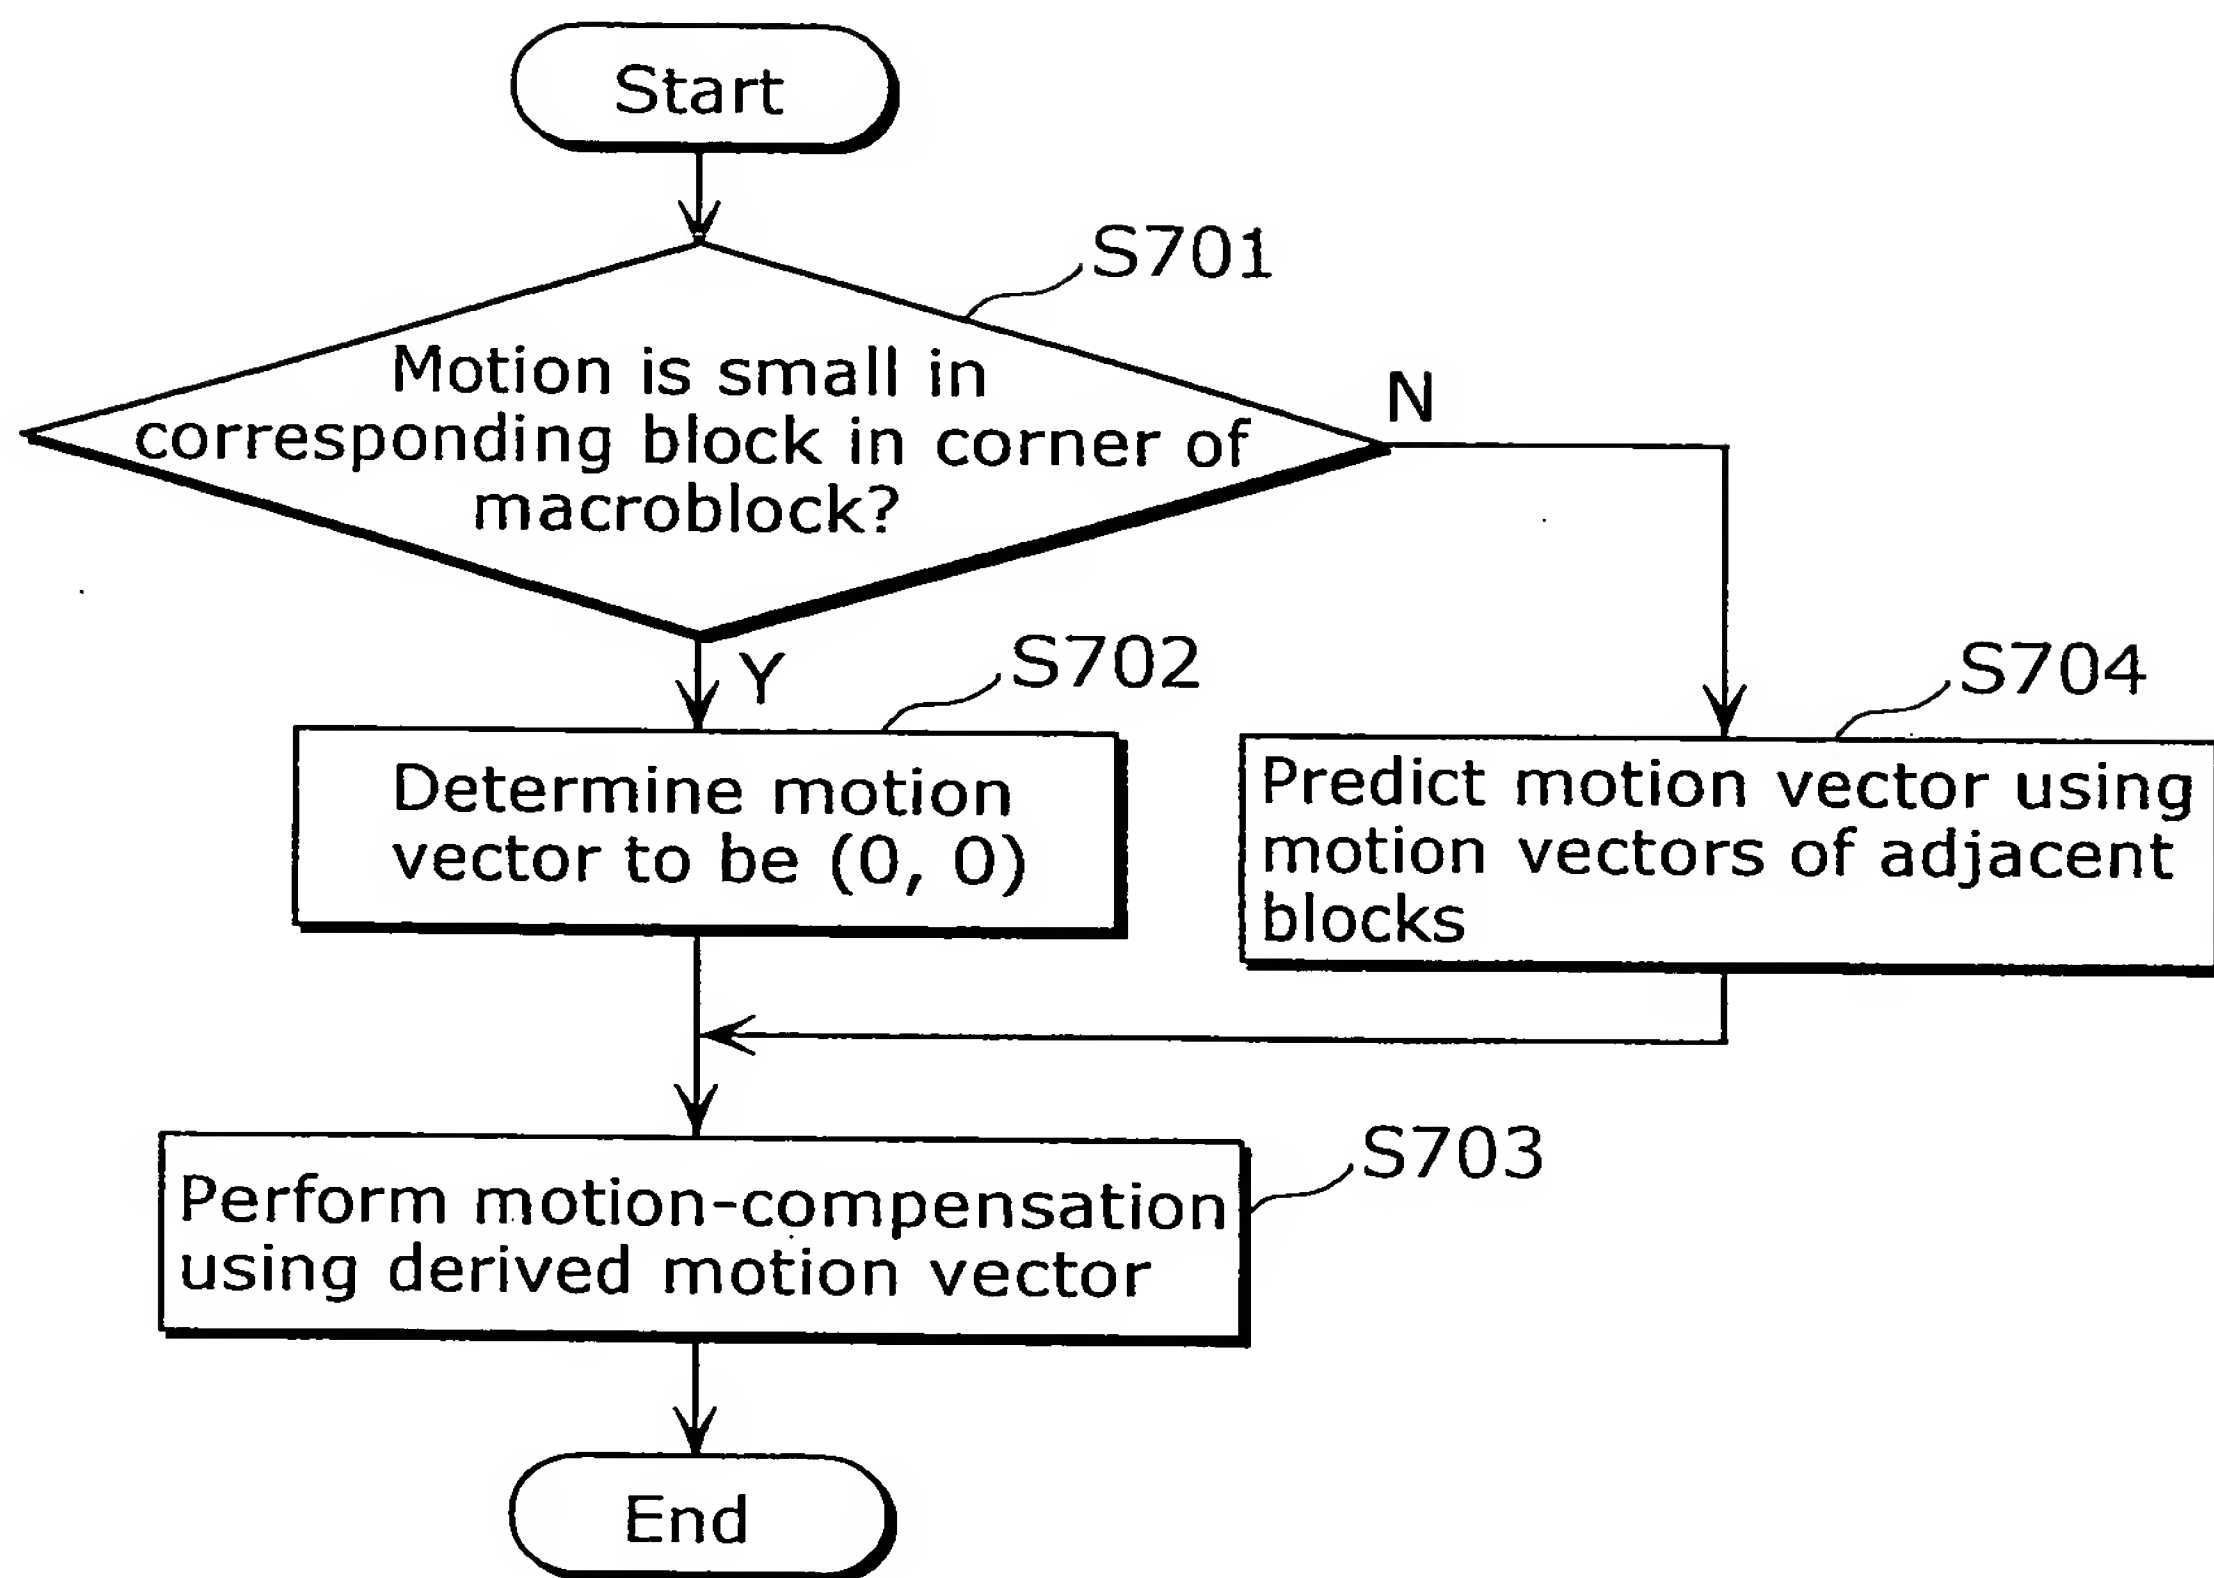 Start
S701
Motion is small in
corresponding block in corner of
macroblock?
N
Y
S702
S704
Determine motion
vector to be (0, 0)
Predict motion vector using
motion vectors of adjacent
blocks
S703
Perform motion-compensation
using derived motion vector
End